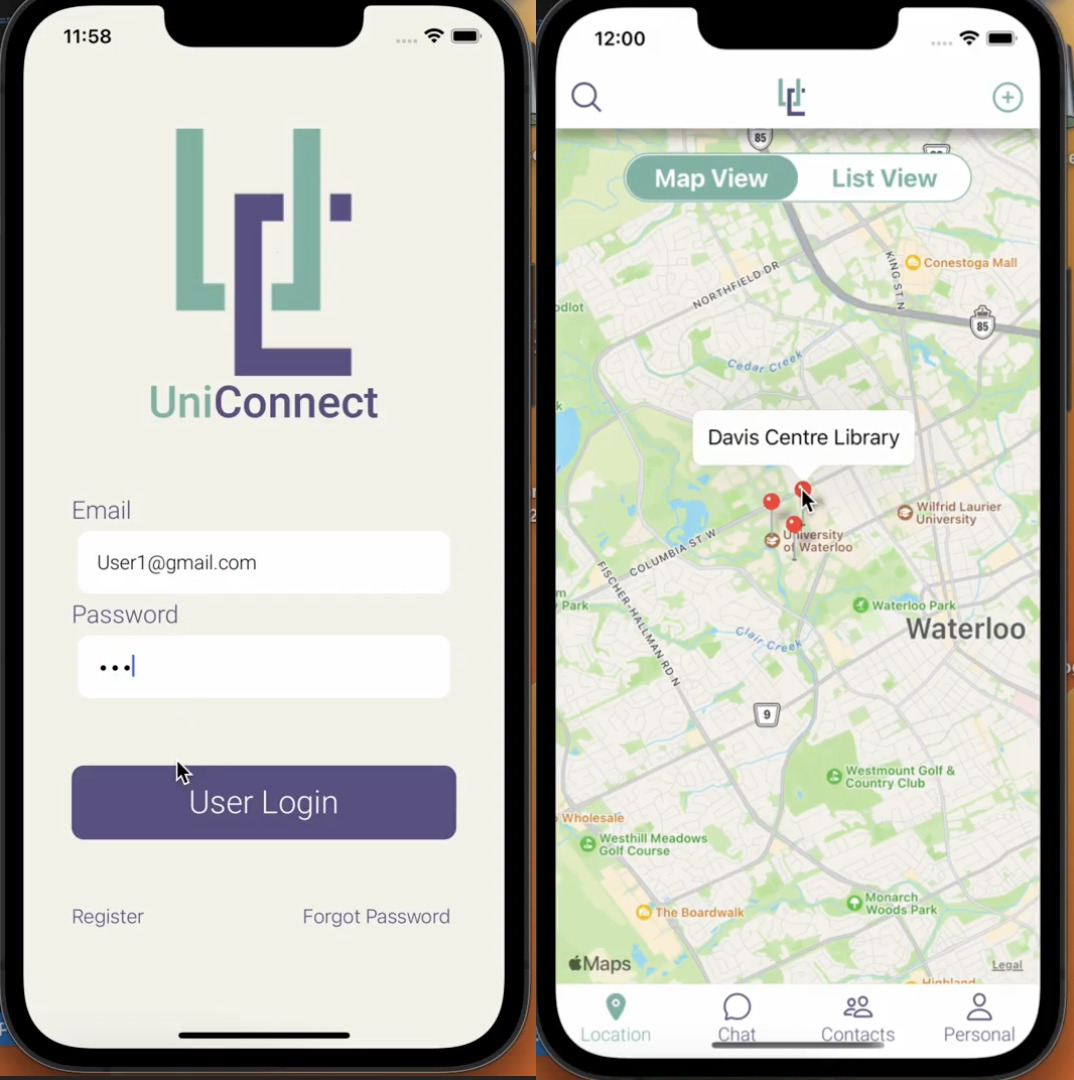 11:58
UniConnect
Email
User1@gmail.com
Password
User Login
Register
Forgot Password
12:00
85
Map View
List View
Conestoga Mall
KING ST N
NORTHFIELD DR
85
Cedar Creek
Davis Centre Library
Wilfrid Laurier
University
University
of Waterloo
COLUMBIA ST W
FISCHER-HALLMAN RD N
Park
Waterloo Park
Waterloo
Clair Creek
9
Westmount Golf &
Country Club
Wholesale
Westhill Meadows
Golf Course
Monarch
Woods Park
The Boardwalk
Maps
Legal
Highland
Location
Chat
Contacts
Personal